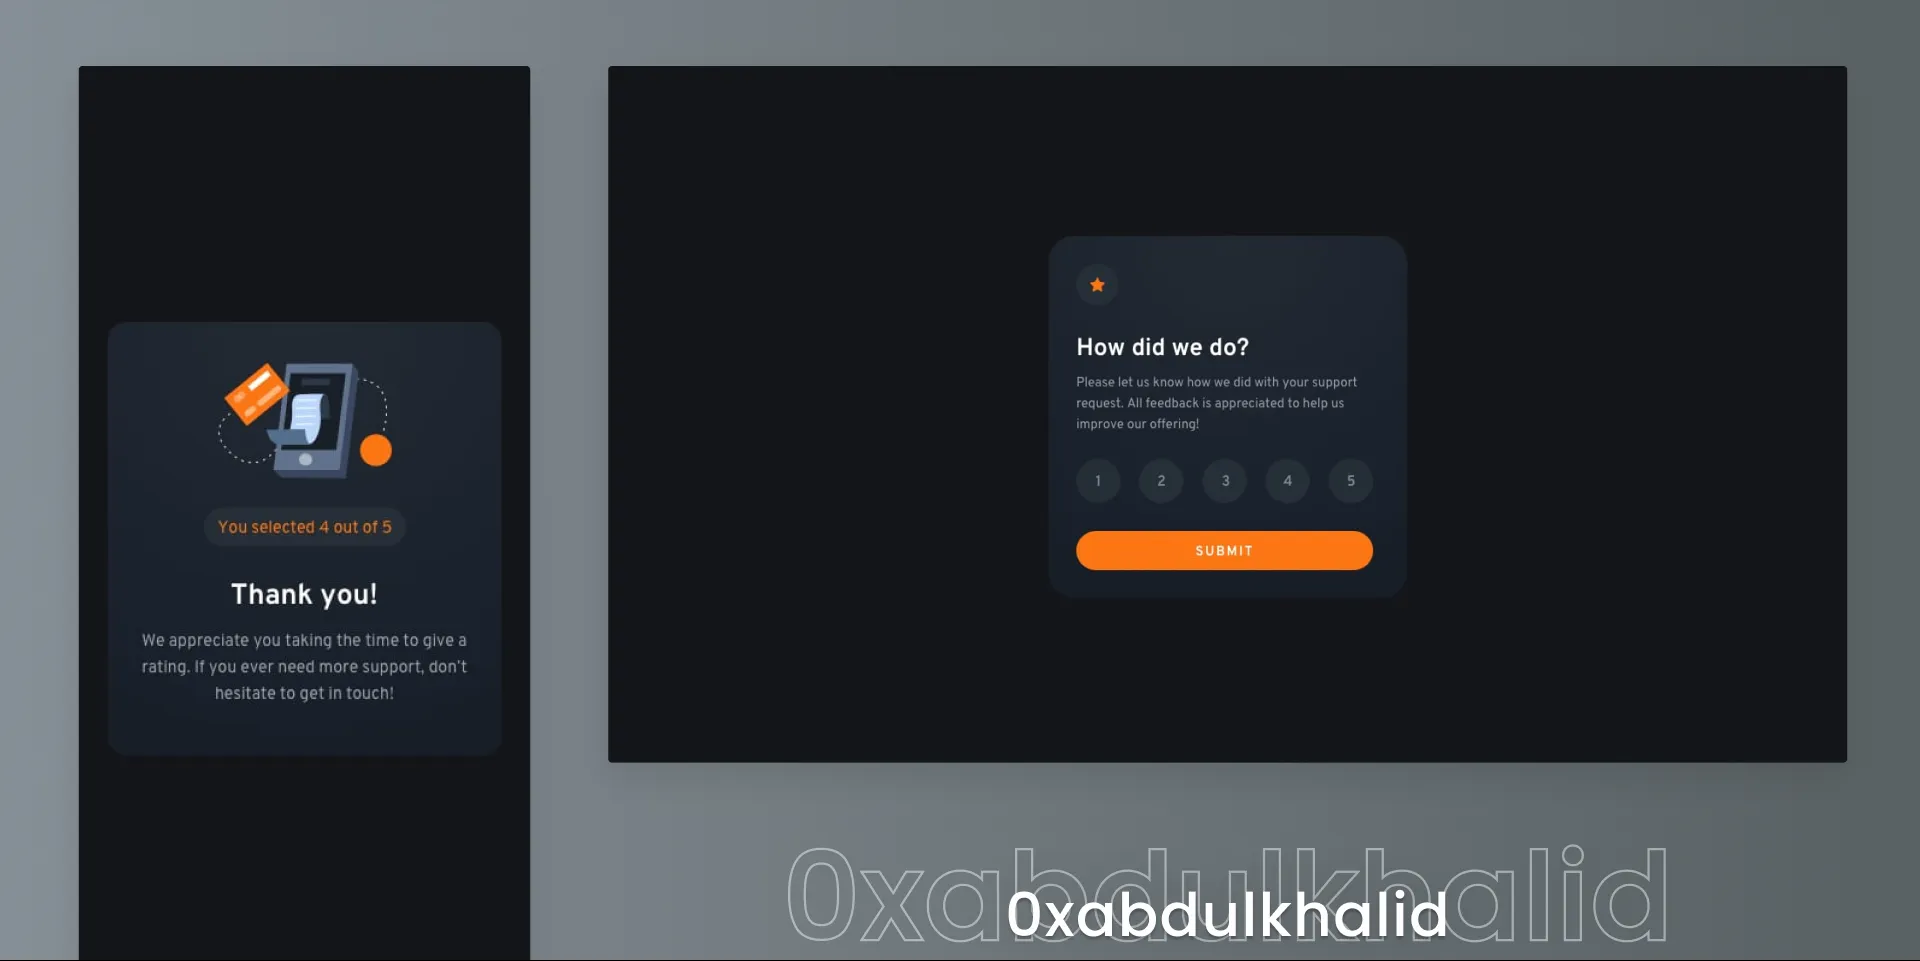 You selected 4 out of 5
Thank you!
We appreciate you taking the time to give a
rating. If you ever need more support, don't
hesitate to get in touch!
How did we do?
Please let us know how we did with your support
request. All feedback is appreciated to help us
improve our offering!
1 2 3 4 5
SUBMIT
0xabdulkhalid
0xabdulkhalid